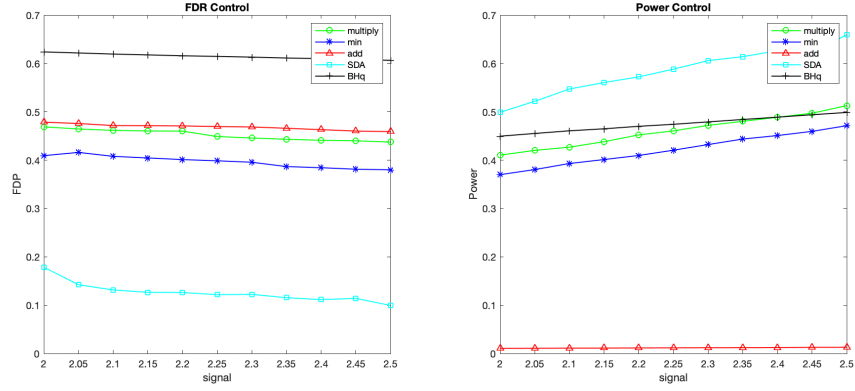 FDR Control
0.7
0.6
0.5
0.4
0.3
0.2
0.1
0
FDP
2 2.05 2.1 2.15 2.2 2.25 2.3 2.35 2.4 2.45 2.5
signal
multiply
min
add
SDA
BHq
Power Control
0.7
0.6
0.5
0.4
0.3
0.2
0.1
0
Power
2 2.05 2.1 2.15 2.2 2.25 2.3 2.35 2.4 2.45 2.5
signal
multiply
min
add
SDA
BHq